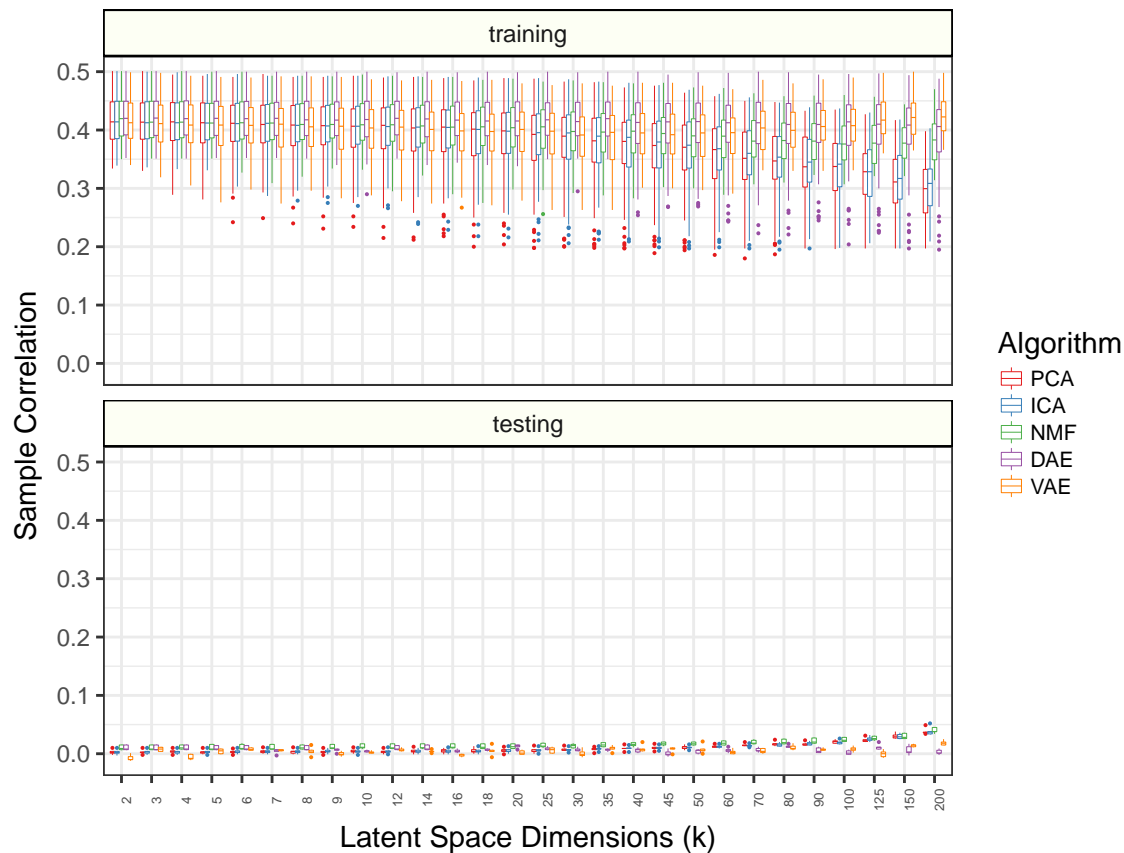 training
0.5
0.4
0.3
0.2
0.1
0.0
testing
0.5
0.4
0.3
0.2
0.1
0.0
Sample Correlation
2 3 4 5 6 7 8 9 10 12 14 16 18 20 25 30 35 40 45 50 60 70 80 90 100 125 150 200
Latent Space Dimensions (k)
Algorithm
PCA
ICA
NMF
DAE
VAE